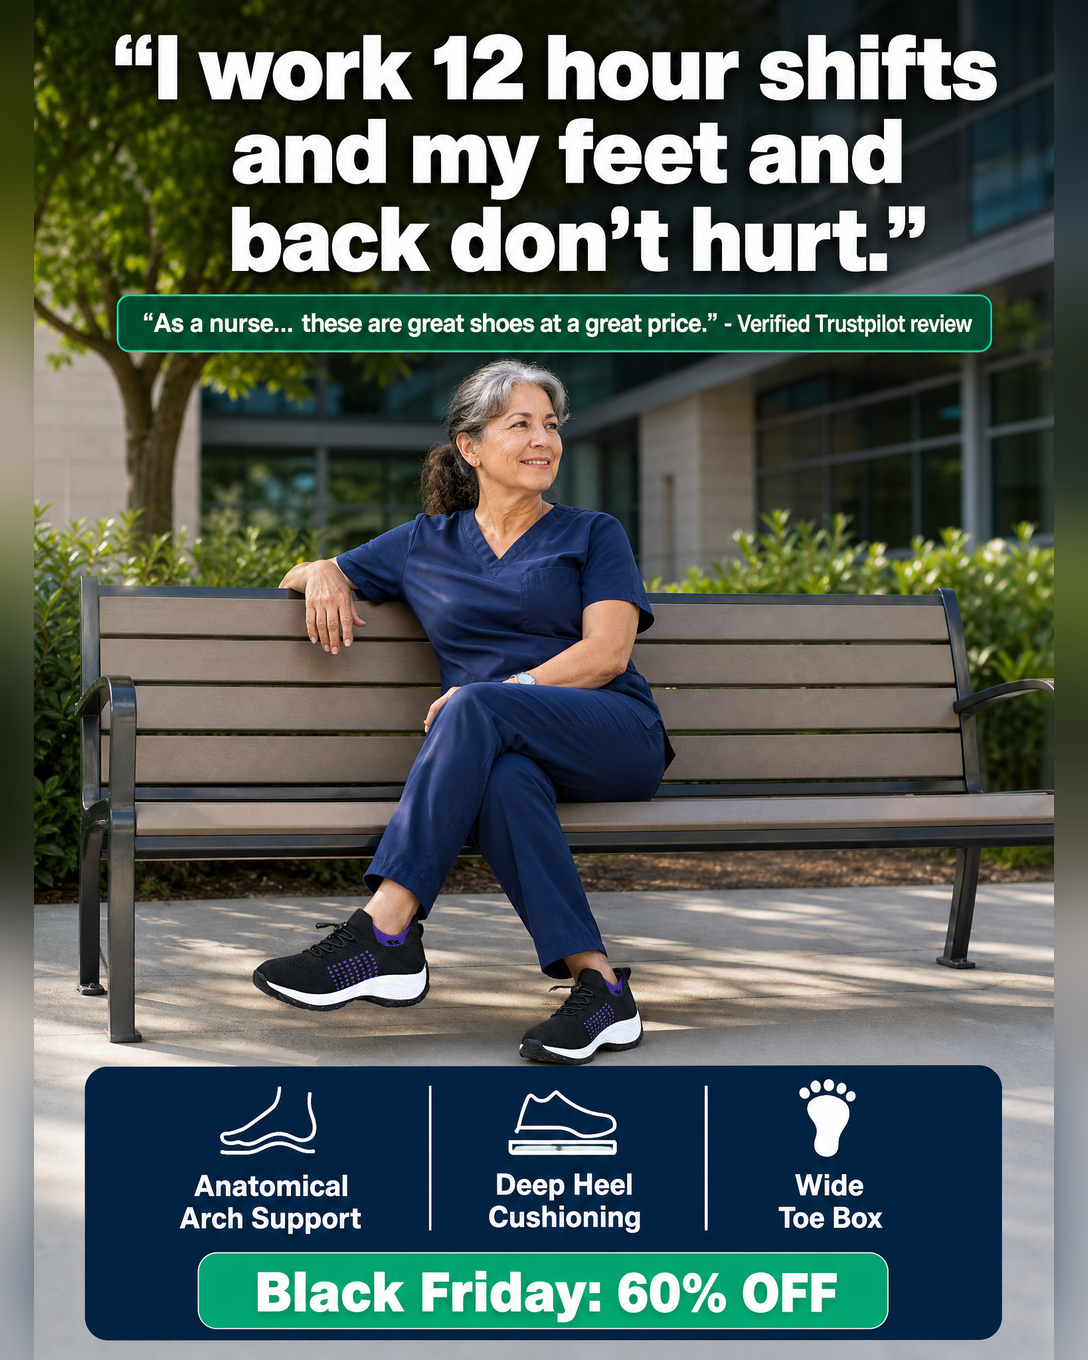 “I work 12 hour shifts
and my feet and
back don’t hurt.”
“As a nurse... these are great shoes at a great price.” - Verified Trustpilot review
Anatomical
Arch Support
Deep Heel
Cushioning
Wide
Toe Box
Black Friday: 60% OFF